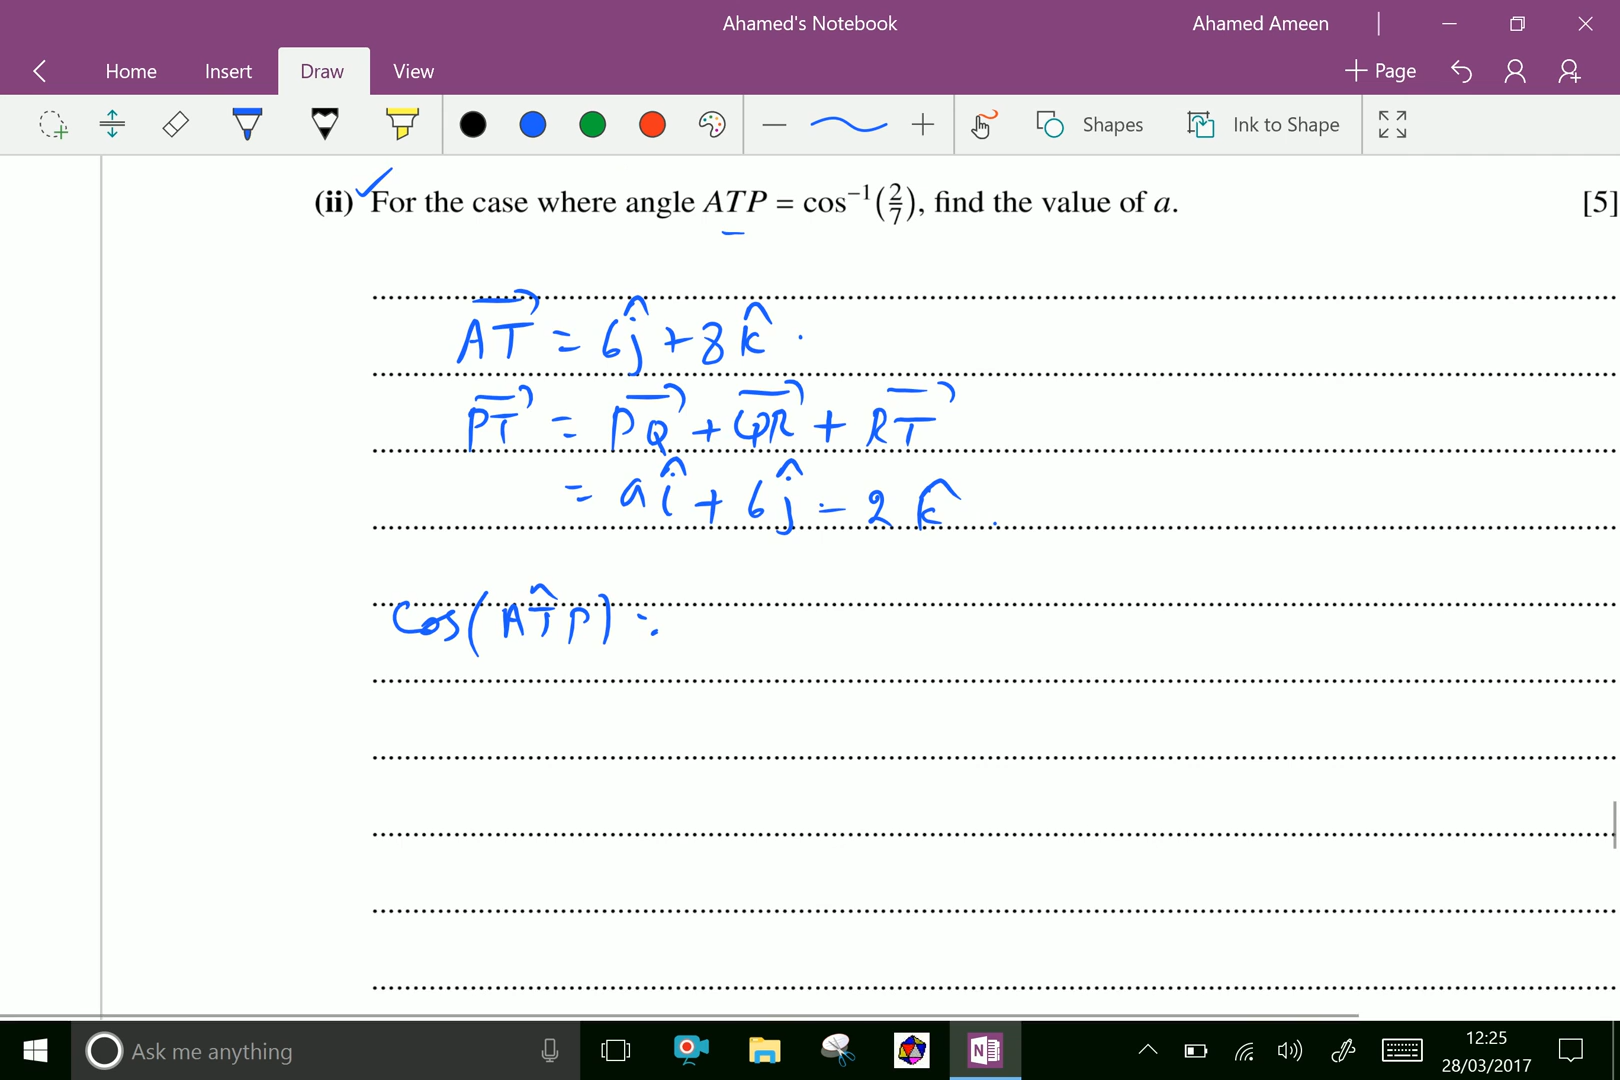 Ahamed's Notebook
Ahamed Ameen
Home Insert Draw View
Page
Shapes Ink to Shape
(ii) For the case where angle ATP = cos⁻¹(2/7), find the value of a. [5]
AT⃗ = 6ĵ + 8k̂ .
PT⃗ = PQ⃗ + QR⃗ + RT⃗
= aî + 6ĵ − 2k̂ .
Cos(AT̂P) =
Ask me anything
12:25
28/03/2017